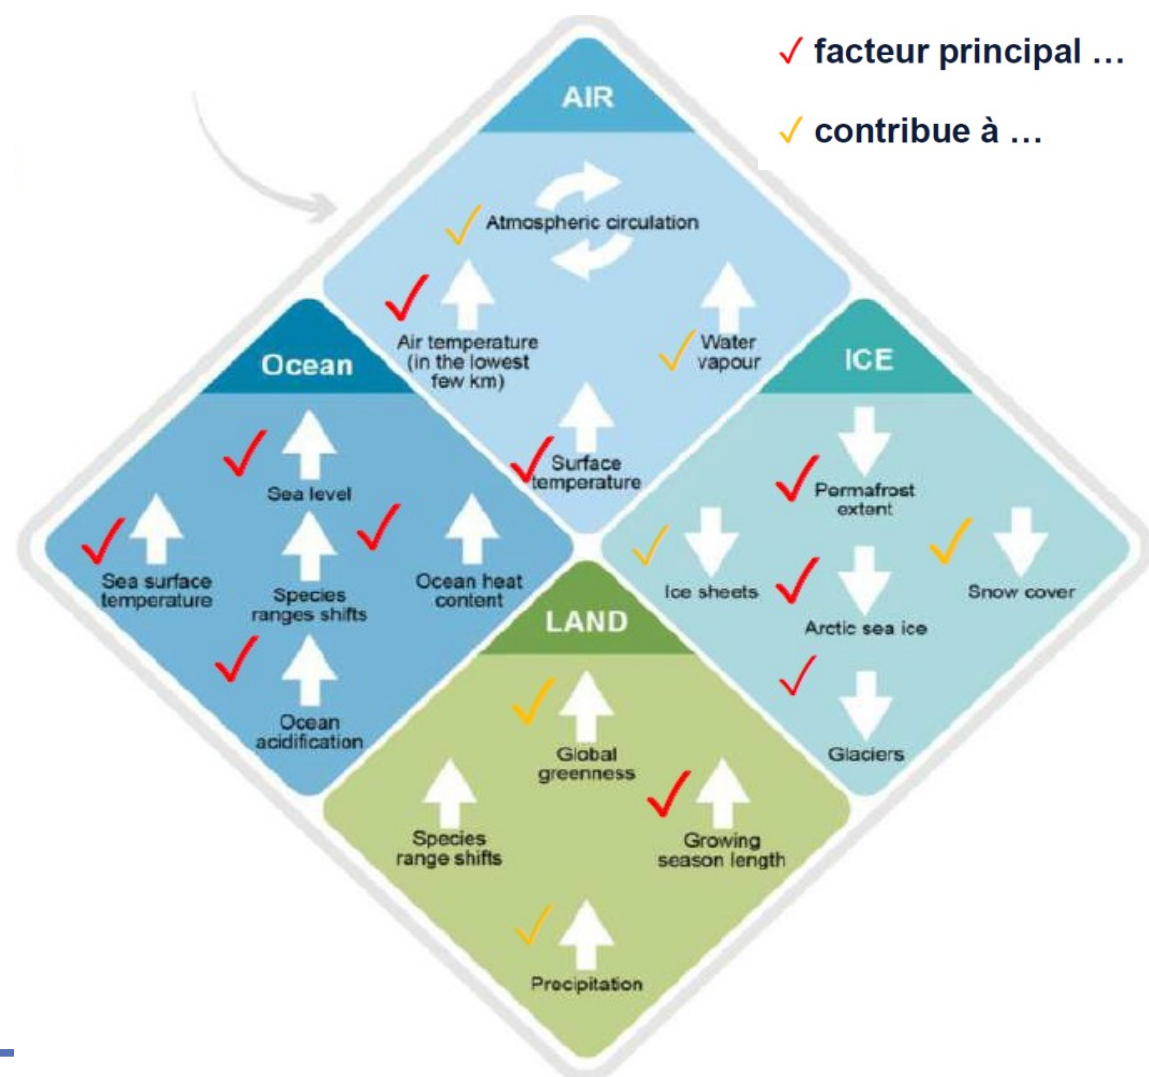 ✓ facteur principal …
✓ contribue à …
AIR
Atmospheric circulation
Air temperature
(in the lowest
few km)
Water
vapour
Surface
temperature
Ocean
Sea level
Sea surface
temperature
Species
ranges shifts
Ocean heat
content
Ocean
acidification
ICE
Permafrost
extent
Ice sheets
Snow cover
Arctic sea ice
Glaciers
LAND
Global
greenness
Species
range shifts
Growing
season length
Precipitation